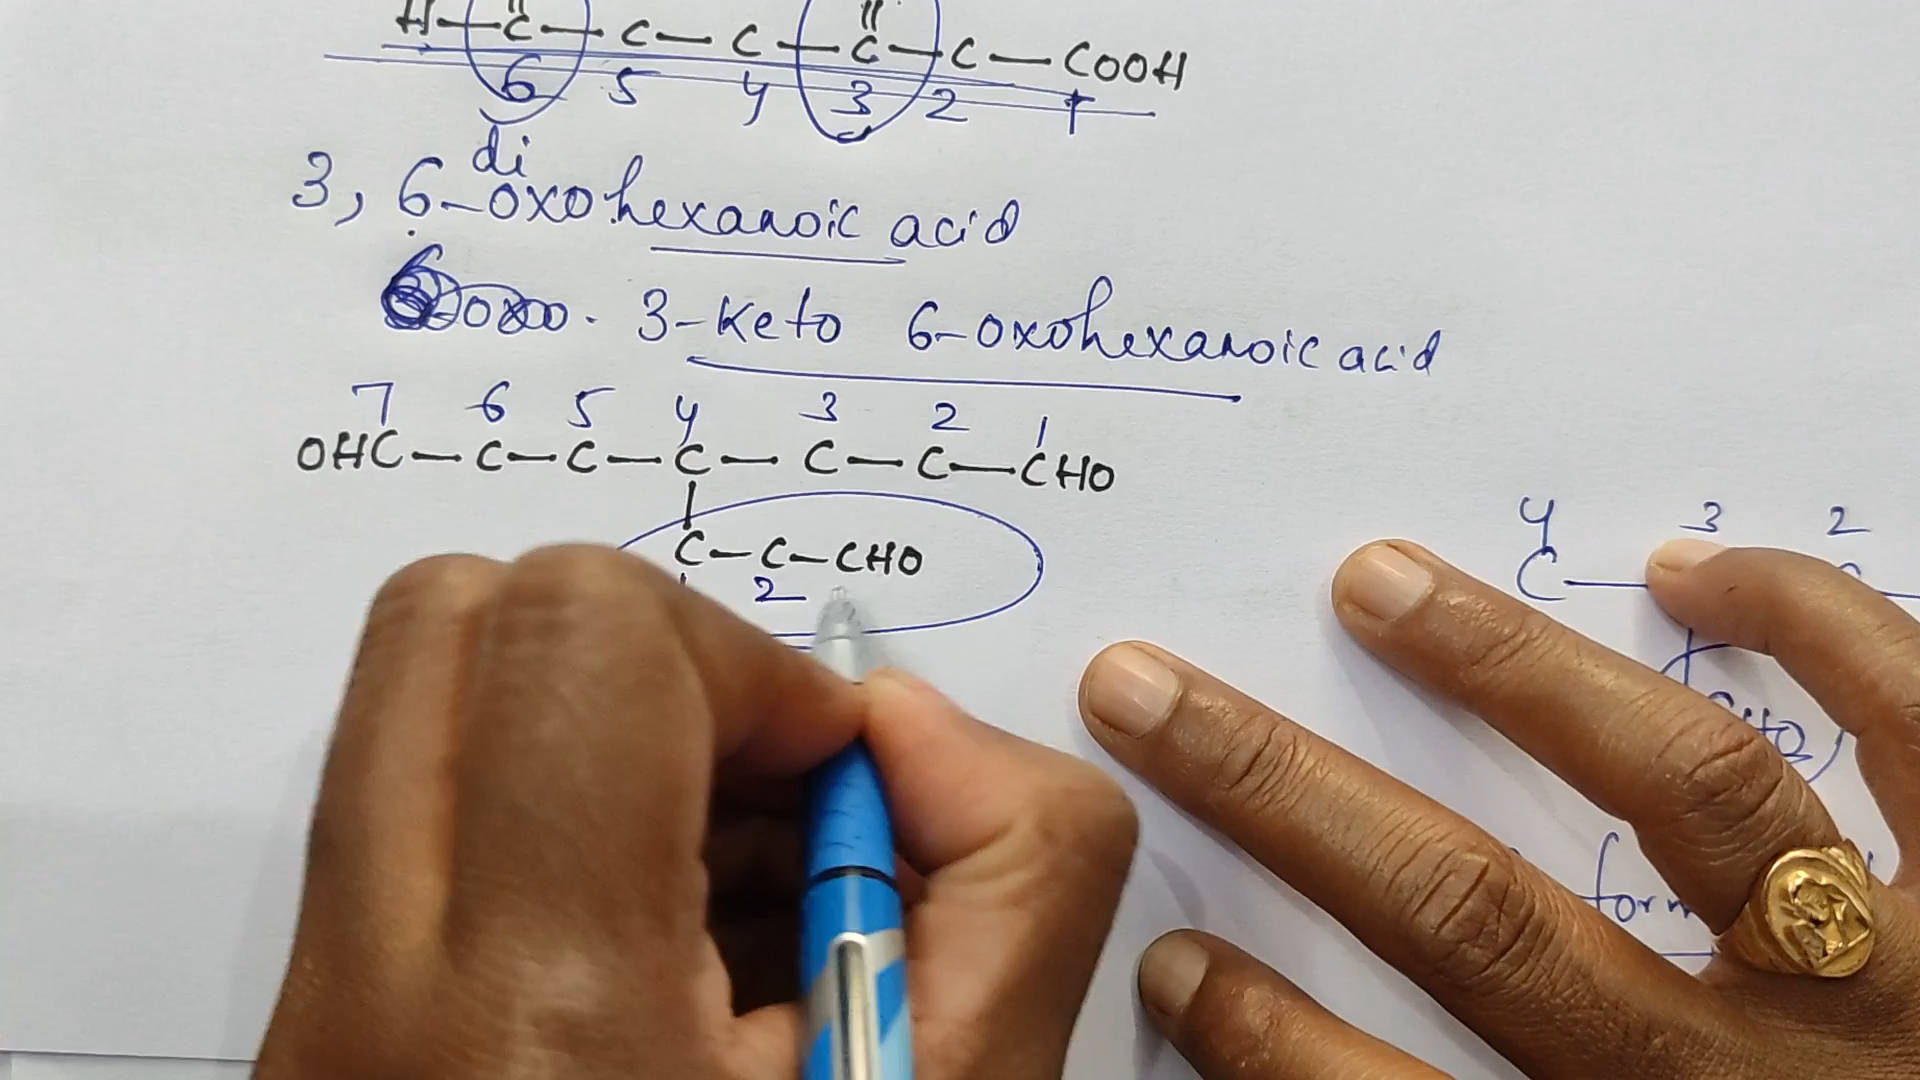 H—C—C—C—C—C—COOH
6 5 4 3 2 1
di
3, 6-oxohexanoic acid
3-Keto 6-oxohexanoic acid
7 6 5 4 3 2 1
OHC—C—C—C—C—C—CHO
C—C—CHO
2
4 3 2
C—
CHO
form